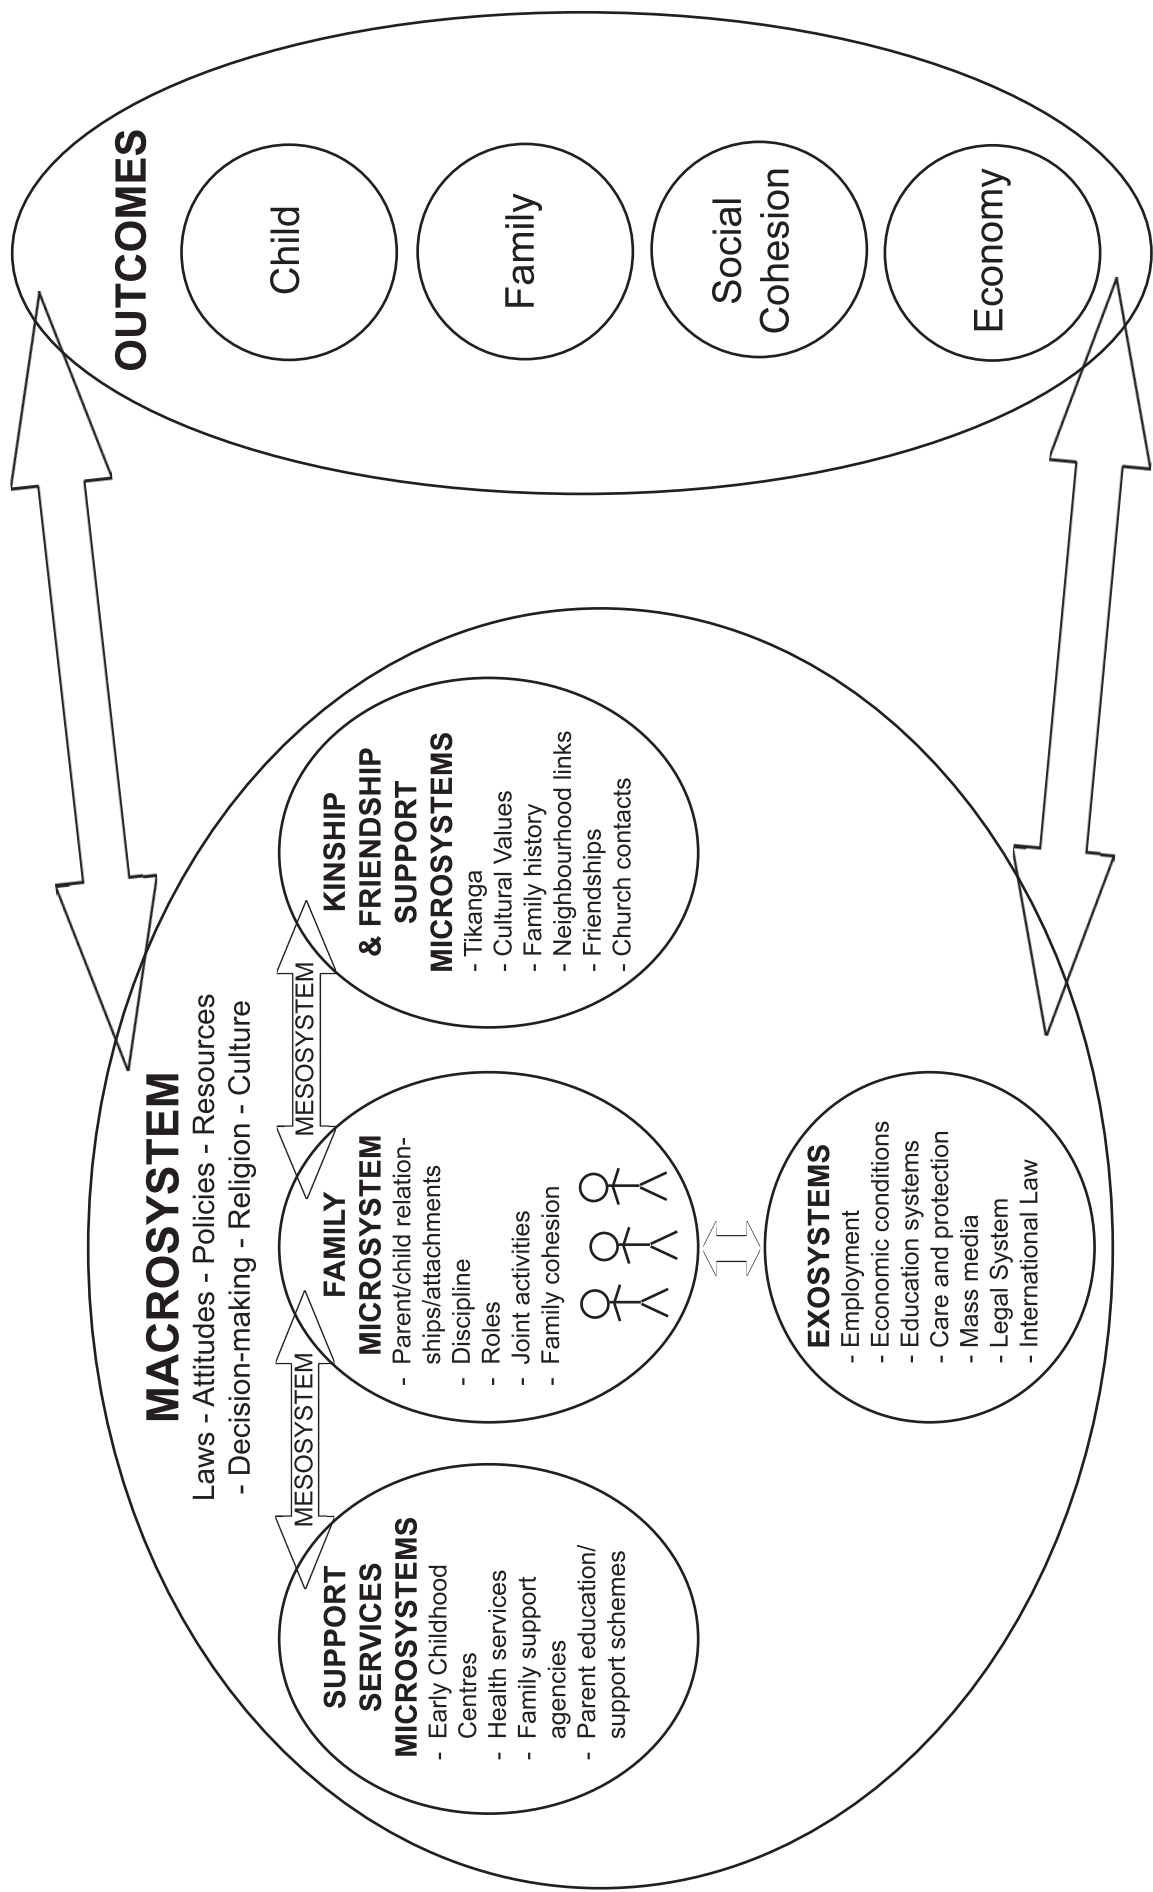 MACROSYSTEM
Laws - Attitudes - Policies - Resources
- Decision-making - Religion - Culture
MESOSYSTEM
MESOSYSTEM
SUPPORT
SERVICES
MICROSYSTEMS
- Early Childhood
Centres
- Health services
- Family support
agencies
- Parent education/
support schemes
FAMILY
MICROSYSTEM
- Parent/child relation-
ships/attachments
- Discipline
- Roles
- Joint activities
- Family cohesion
KINSHIP
& FRIENDSHIP
SUPPORT
MICROSYSTEMS
- Tikanga
- Cultural Values
- Family history
- Neighbourhood links
- Friendships
- Church contacts
EXOSYSTEMS
- Employment
- Economic conditions
- Education systems
- Care and protection
- Mass media
- Legal System
- International Law
OUTCOMES
Child
Family
Social
Cohesion
Economy